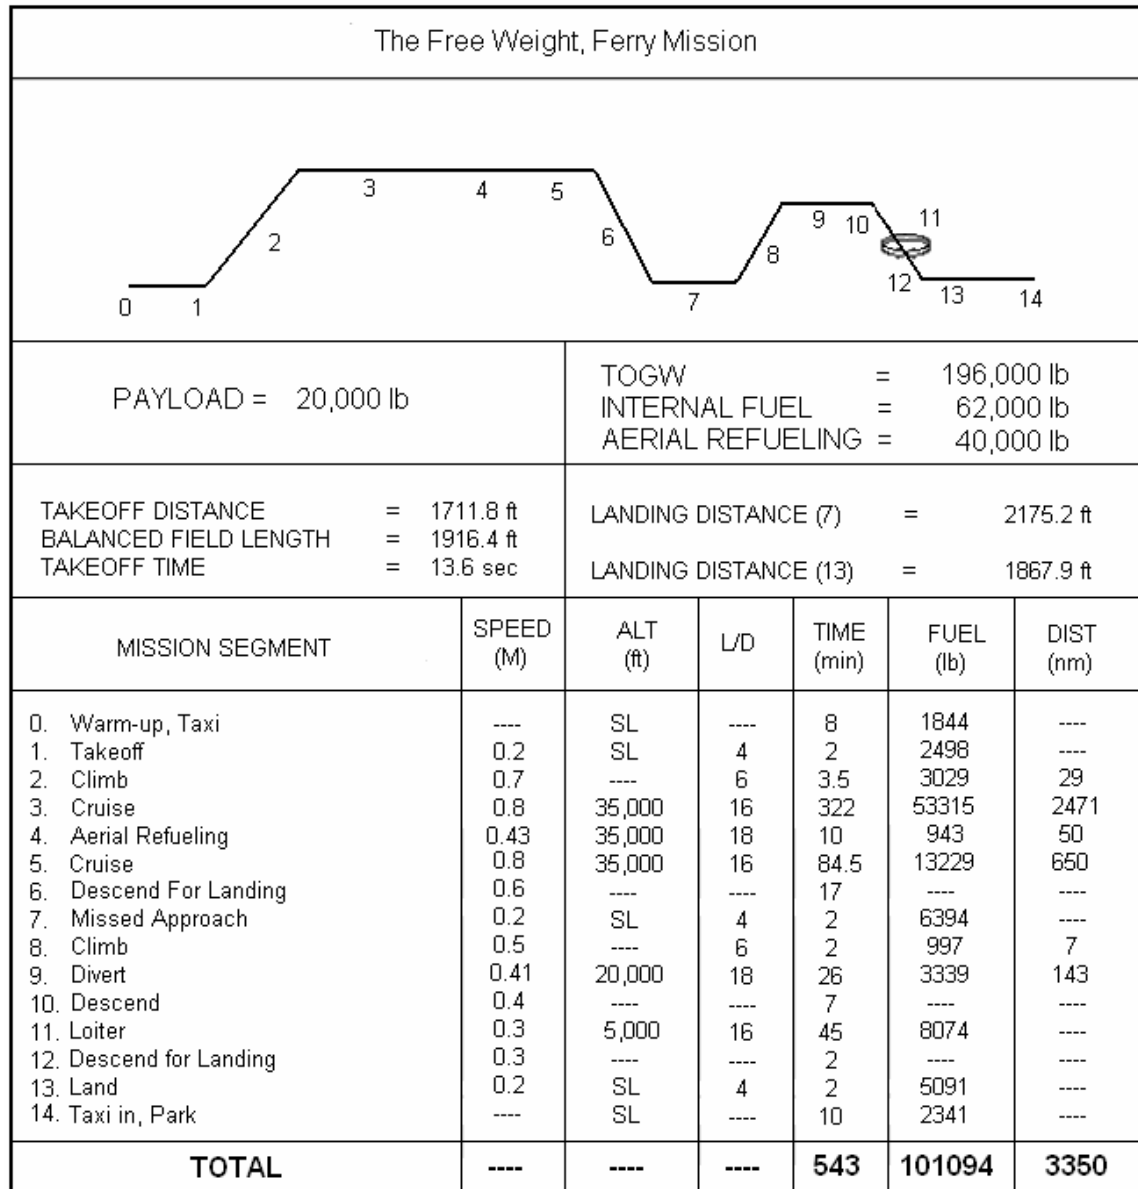 The Free Weight, Ferry Mission
3 4 5
2 6 8 9 10 11
0 1 7 12 13 14
PAYLOAD = 20,000 lb
TOGW = 196,000 lb
INTERNAL FUEL = 62,000 lb
AERIAL REFUELING = 40,000 lb
TAKEOFF DISTANCE = 1711.8 ft
BALANCED FIELD LENGTH = 1916.4 ft
TAKEOFF TIME = 13.6 sec
LANDING DISTANCE (7) = 2175.2 ft
LANDING DISTANCE (13) = 1867.9 ft
MISSION SEGMENT SPEED (M) ALT (ft) L/D TIME (min) FUEL (lb) DIST (nm)
0. Warm-up, Taxi ---- SL ---- 8 1844 ----
1. Takeoff 0.2 SL 4 2 2498 ----
2. Climb 0.7 ---- 6 3.5 3029 29
3. Cruise 0.8 35,000 16 322 53315 2471
4. Aerial Refueling 0.43 35,000 18 10 943 50
5. Cruise 0.8 35,000 16 84.5 13229 650
6. Descend For Landing 0.6 ---- ---- 17 ---- ----
7. Missed Approach 0.2 SL 4 2 6394 ----
8. Climb 0.5 ---- 6 2 997 7
9. Divert 0.41 20,000 18 26 3339 143
10. Descend 0.4 ---- ---- 7 ---- ----
11. Loiter 0.3 5,000 16 45 8074 ----
12. Descend for Landing 0.3 ---- ---- 2 ---- ----
13. Land 0.2 SL 4 2 5091 ----
14. Taxi in, Park ---- SL ---- 10 2341 ----
TOTAL ---- ---- ---- 543 101094 3350